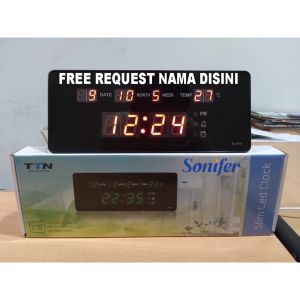 FREE REQUEST NAMA DISINI
9 DATE 10 MONTH 5 WEEK TEMP 27 °C
12:24
PM
TTN
Sonifer
Slim Led Clock
22:35